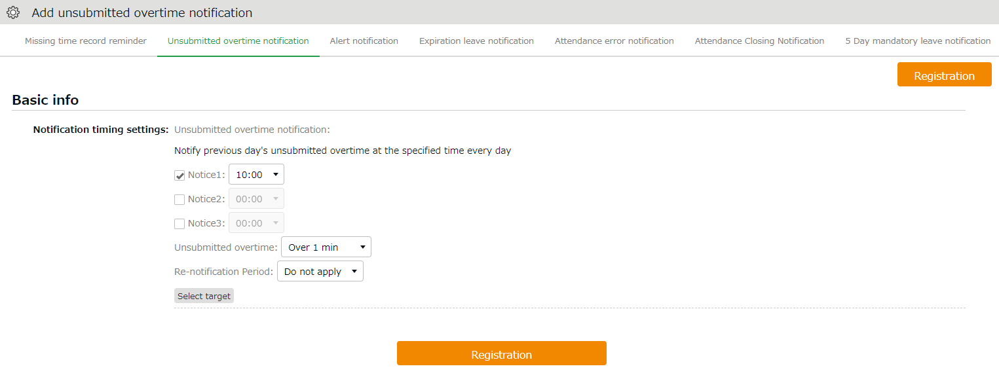 Add unsubmitted overtime notification
Missing time record reminder Unsubmitted overtime notification Alert notification Expiration leave notification Attendance error notification Attendance Closing Notification 5 Day mandatory leave notification
Registration
Basic info
Notification timing settings: Unsubmitted overtime notification:
Notify previous day's unsubmitted overtime at the specified time every day
Notice1: 10:00
Notice2: 00:00
Notice3: 00:00
Unsubmitted overtime: Over 1 min
Re-notification Period: Do not apply
Select target
Registration